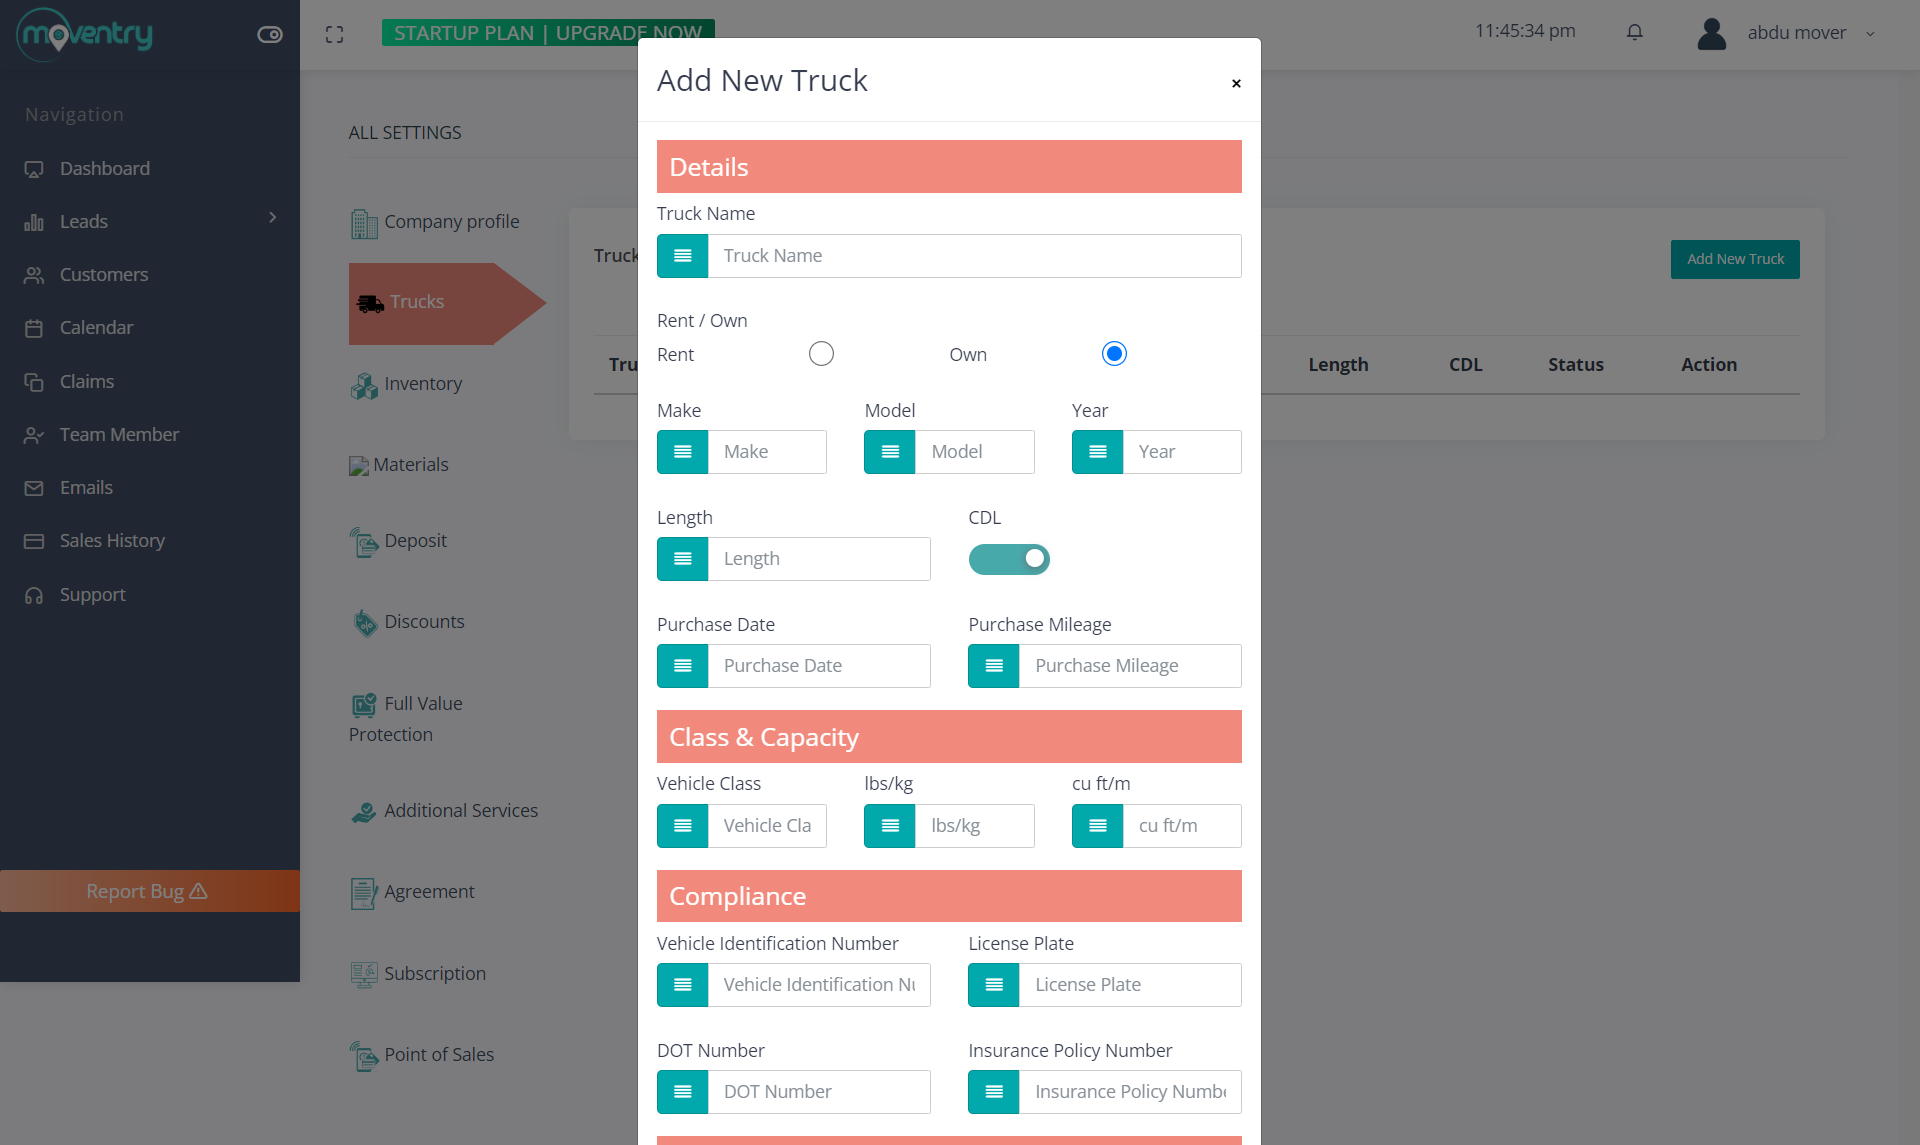 moventry
STARTUP PLAN | UPGRADE NOW
11:45:34 pm
abdu mover
Navigation
Dashboard
Leads
Customers
Calendar
Claims
Team Member
Emails
Sales History
Support
Report Bug
ALL SETTINGS
Company profile
Trucks
Inventory
Materials
Deposit
Discounts
Full Value
Protection
Additional Services
Agreement
Subscription
Point of Sales
Truck
Add New Truck
Tru
Length CDL Status Action
Add New Truck
×
Details
Truck Name
Truck Name
Rent / Own
Rent Own
Make Model Year
Make Model Year
Length CDL
Length
Purchase Date Purchase Mileage
Purchase Date Purchase Mileage
Class & Capacity
Vehicle Class lbs/kg cu ft/m
Vehicle Cla lbs/kg cu ft/m
Compliance
Vehicle Identification Number License Plate
Vehicle Identification Nu License Plate
DOT Number Insurance Policy Number
DOT Number Insurance Policy Numbe